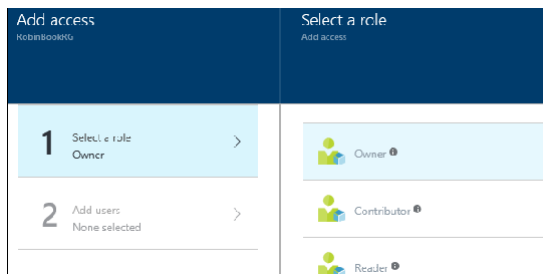 Add access
RobinBookRG
1
Select a role
Owner
2
Add users
None selected
Select a role
Add access
Owner
Contributor
Reader